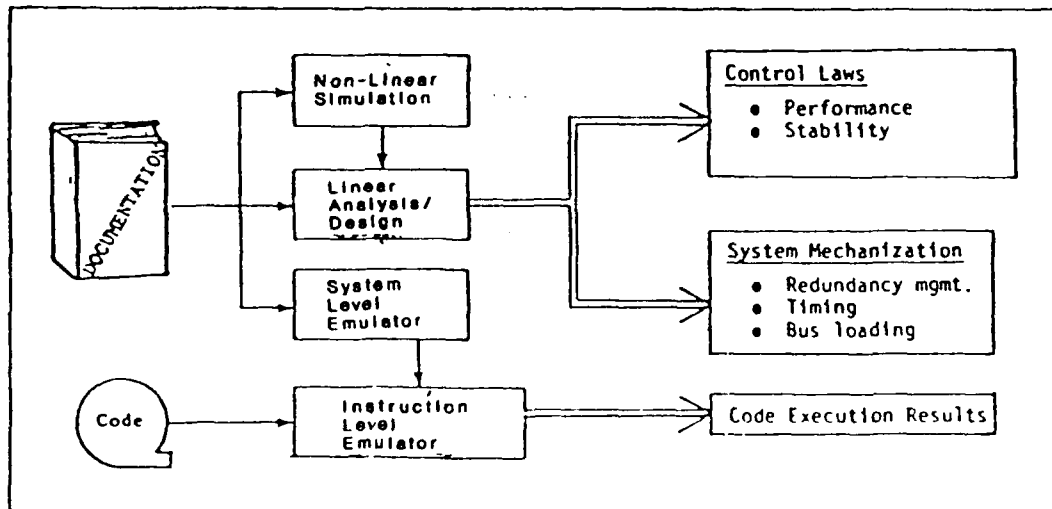 Non-Linear
Simulation
DOCUMENTATION
Linear
Analysis/
Design
System
Level
Emulator
Code
Instruction
Level
Emulator
Control Laws
● Performance
● Stability
System Mechanization
● Redundancy mgmt.
● Timing
● Bus loading
Code Execution Results